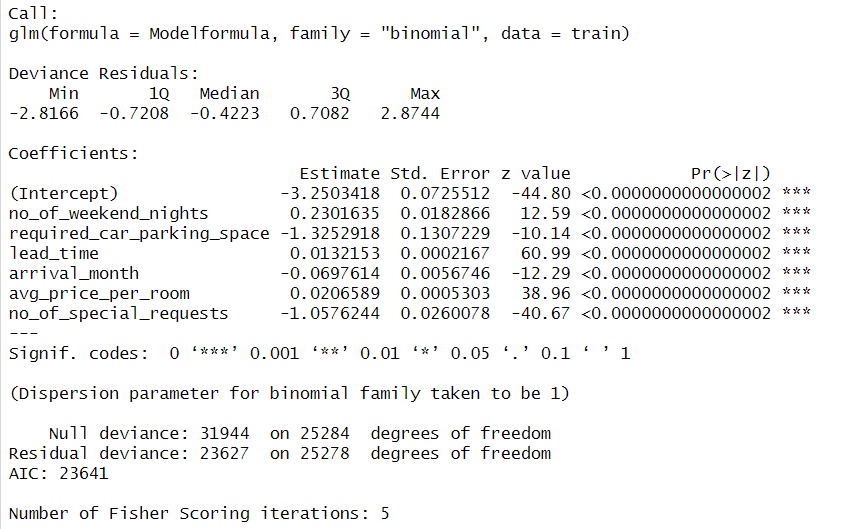 Call:
glm(formula = Modelformula, family = "binomial", data = train)
Deviance Residuals:
    Min       1Q   Median       3Q      Max
-2.8166  -0.7208  -0.4223   0.7082   2.8744
Coefficients:
                             Estimate Std. Error z value            Pr(>|z|)
(Intercept)                -3.2503418  0.0725512  -44.80 <0.0000000000000002 ***
no_of_weekend_nights        0.2301635  0.0182866   12.59 <0.0000000000000002 ***
required_car_parking_space -1.3252918  0.1307229  -10.14 <0.0000000000000002 ***
lead_time                   0.0132153  0.0002167   60.99 <0.0000000000000002 ***
arrival_month              -0.0697614  0.0056746  -12.29 <0.0000000000000002 ***
avg_price_per_room          0.0206589  0.0005303   38.96 <0.0000000000000002 ***
no_of_special_requests     -1.0576244  0.0260078  -40.67 <0.0000000000000002 ***
---
Signif. codes:  0 ‘***’ 0.001 ‘**’ 0.01 ‘*’ 0.05 ‘.’ 0.1 ‘ ’ 1
(Dispersion parameter for binomial family taken to be 1)
    Null deviance: 31944  on 25284  degrees of freedom
Residual deviance: 23627  on 25278  degrees of freedom
AIC: 23641
Number of Fisher Scoring iterations: 5